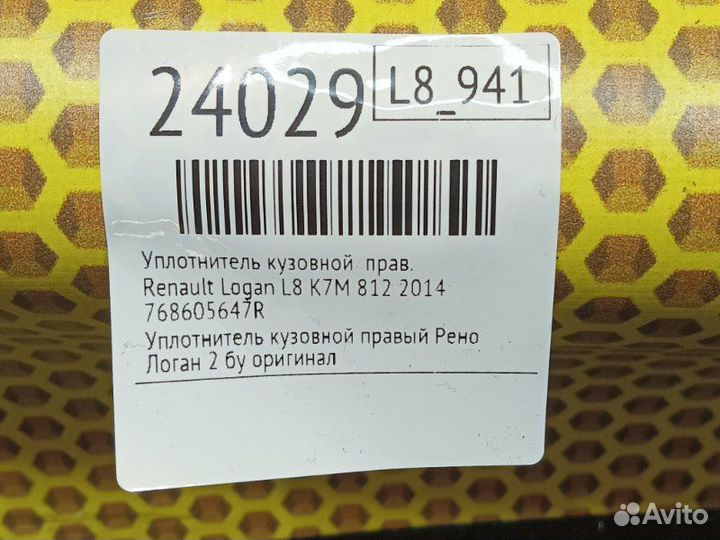 24029
L8_941
Уплотнитель кузовной прав.
Renault Logan L8 K7M 812 2014
768605647R
Уплотнитель кузовной правый Рено
Логан 2 бу оригинал
Avito